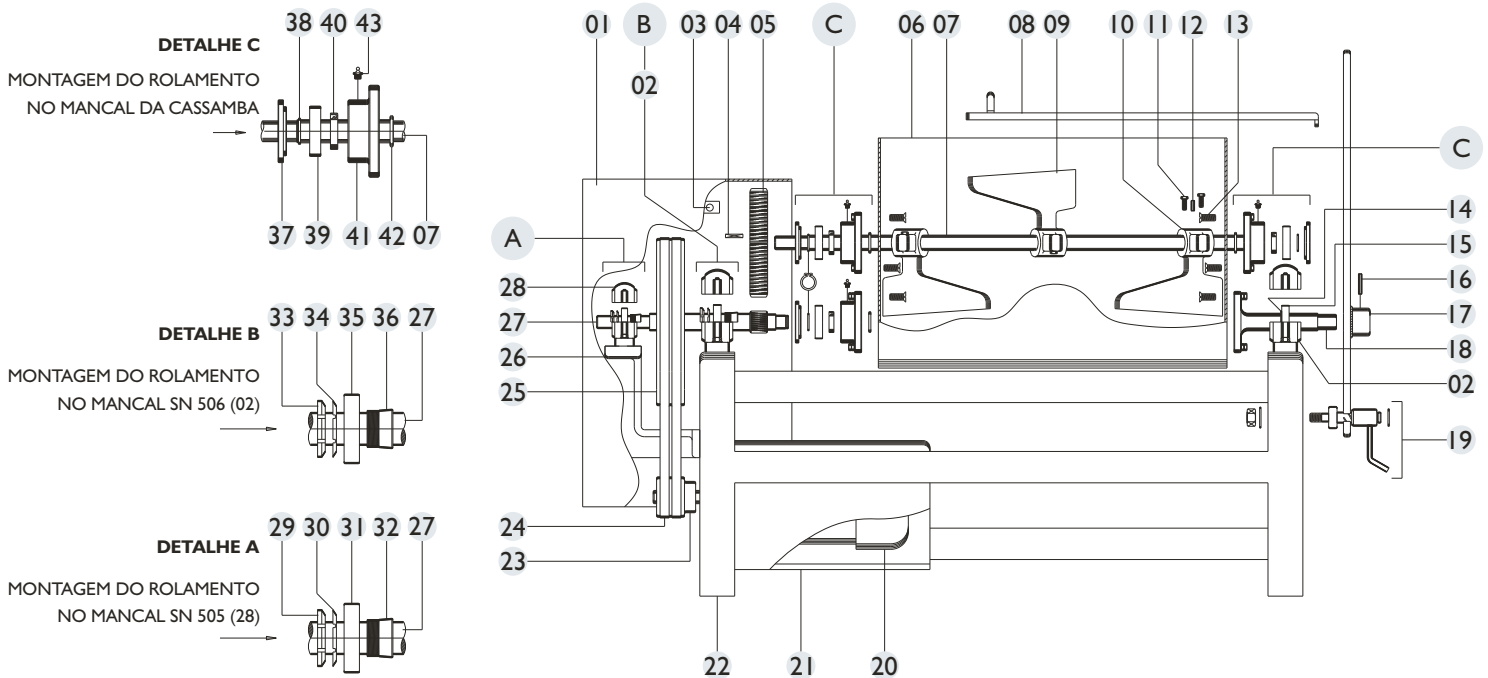 38 40 43
DETALHE C
MONTAGEM DO ROLAMENTO
NO MANCAL DA CASSAMBA
37 39 41 42 07
33 34 35 36 27
DETALHE B
MONTAGEM DO ROLAMENTO
NO MANCAL SN 506 (02)
29 30 31 32 27
DETALHE A
MONTAGEM DO ROLAMENTO
NO MANCAL SN 505 (28)
01 B 03 04 05 C 06 07 08 09 10 11 12 13
02
C
A
14
15
28
16
27
17
18
26
02
25
19
24
23
22 21 20